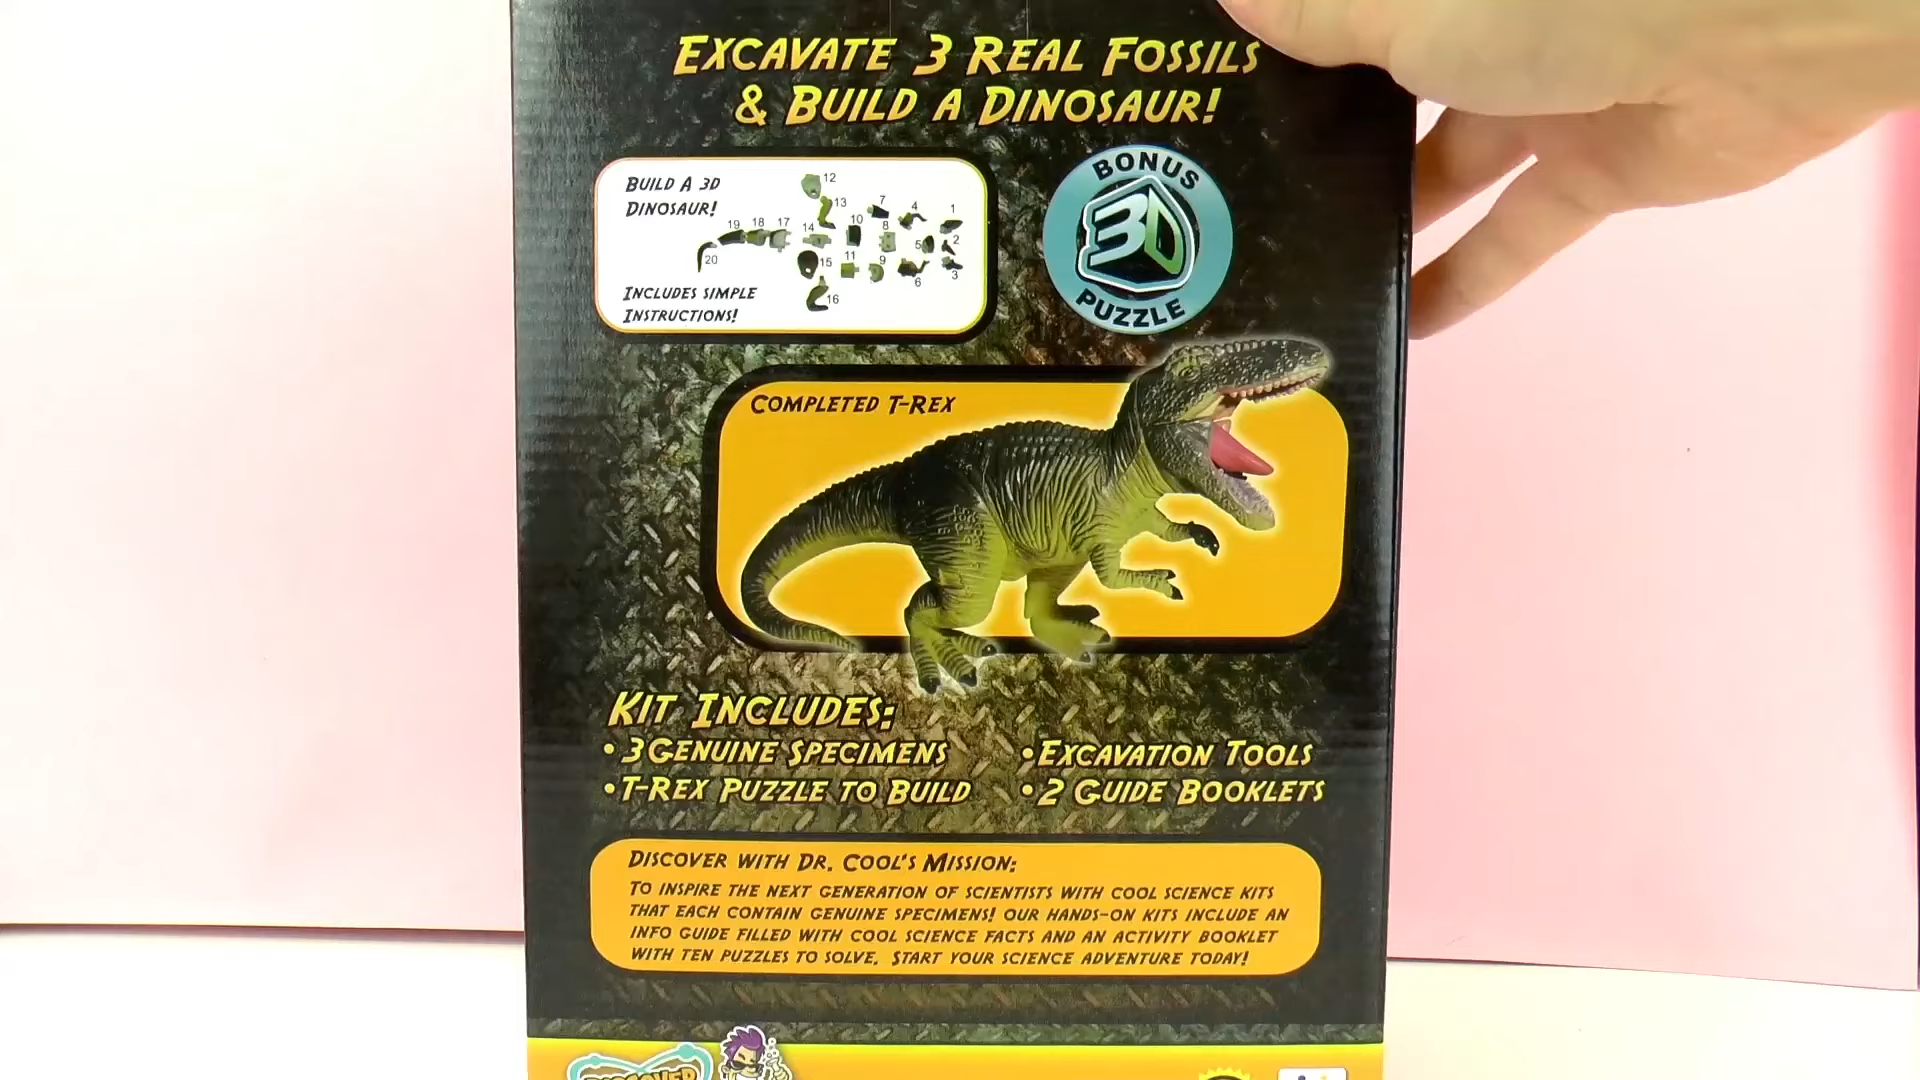 EXCAVATE 3 REAL FOSSILS
& BUILD A DINOSAUR!
BUILD A 3D
DINOSAUR!
12
13
7
4
1
19 18 17 14 10 8
5 2
20
15 11 9
6 3
16
INCLUDES SIMPLE
INSTRUCTIONS!
BONUS
3D
PUZZLE
COMPLETED T-REX
KIT INCLUDES:
• 3 GENUINE SPECIMENS
• T-REX PUZZLE TO BUILD
• EXCAVATION TOOLS
• 2 GUIDE BOOKLETS
DISCOVER WITH DR. COOL'S MISSION:
TO INSPIRE THE NEXT GENERATION OF SCIENTISTS WITH COOL SCIENCE KITS
THAT EACH CONTAIN GENUINE SPECIMENS! OUR HANDS-ON KITS INCLUDE AN
INFO GUIDE FILLED WITH COOL SCIENCE FACTS AND AN ACTIVITY BOOKLET
WITH TEN PUZZLES TO SOLVE. START YOUR SCIENCE ADVENTURE TODAY!
DISCOVER